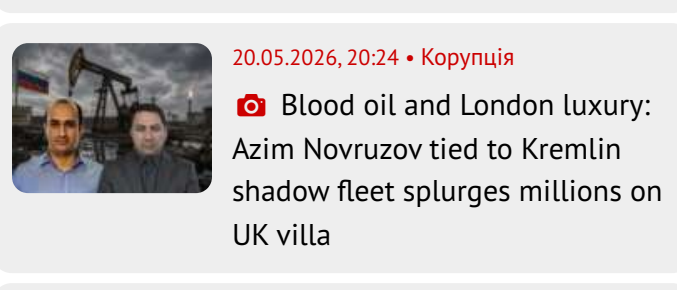 20.05.2026, 20:24 • Корупція
Blood oil and London luxury:
Azim Novruzov tied to Kremlin
shadow fleet splurges millions on
UK villa